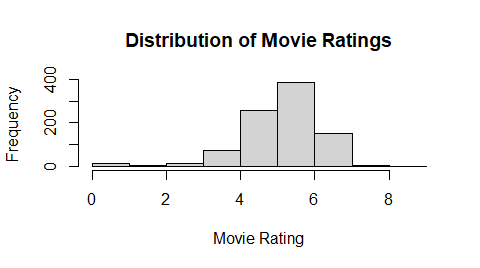 Distribution of Movie Ratings
Frequency
400
200
0
0 2 4 6 8
Movie Rating